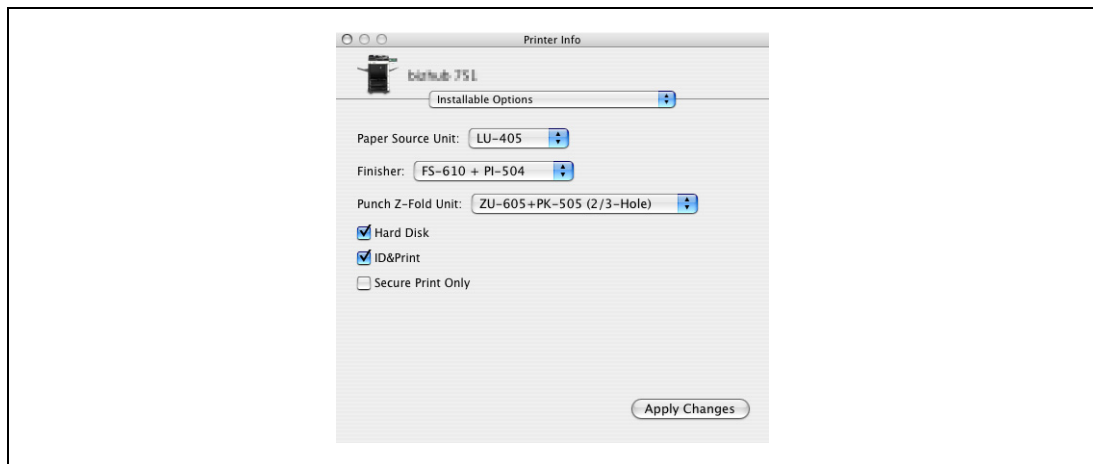 Printer Info
bizhub 751
Installable Options
Paper Source Unit: LU-405
Finisher: FS-610 + PI-504
Punch Z-Fold Unit: ZU-605+PK-505 (2/3-Hole)
Hard Disk
ID&Print
Secure Print Only
Apply Changes